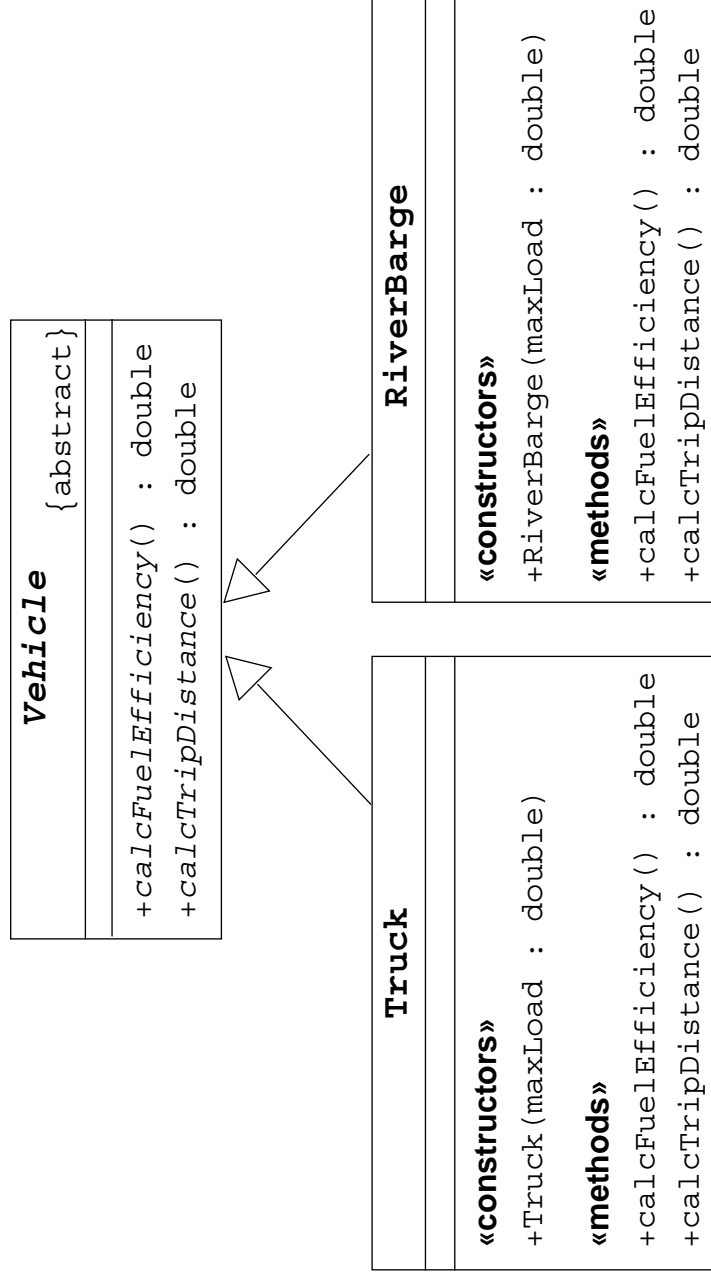 Vehicle
{abstract}
+calcFuelEfficiency() : double
+calcTripDistance() : double
Truck
«constructors»
+Truck(maxLoad : double)
«methods»
+calcFuelEfficiency() : double
+calcTripDistance() : double
RiverBarge
«constructors»
+RiverBarge(maxLoad : double)
«methods»
+calcFuelEfficiency() : double
+calcTripDistance() : double